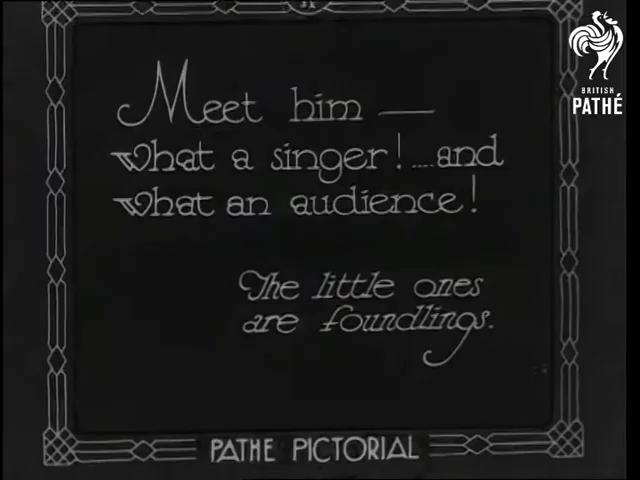 BRITISH
PATHÉ
Meet him —
what a singer!....and
what an audience!
The little ones
are foundlings.
PATHE PICTORIAL